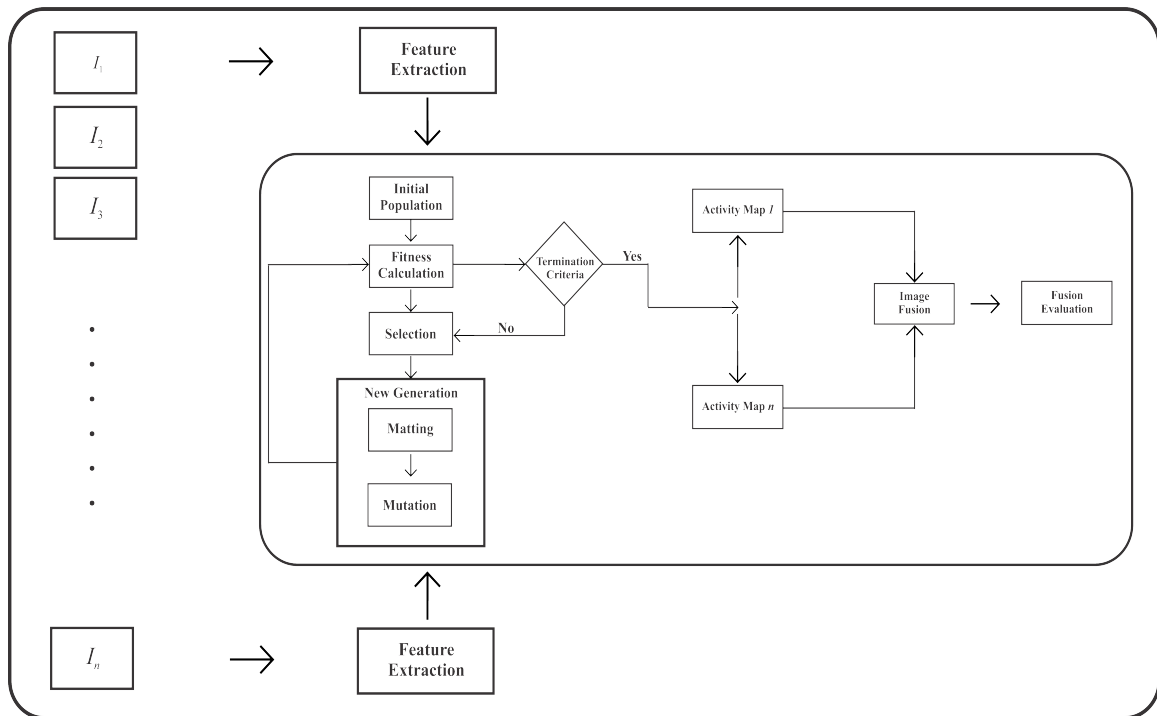 I₁
Feature
Extraction
I₂
I₃
Initial
Population
Activity Map 1
Fitness
Calculation
Termination
Criteria
Yes
Image
Fusion
Fusion
Evaluation
Selection
No
New Generation
Matting
Activity Map n
Mutation
Iₙ
Feature
Extraction